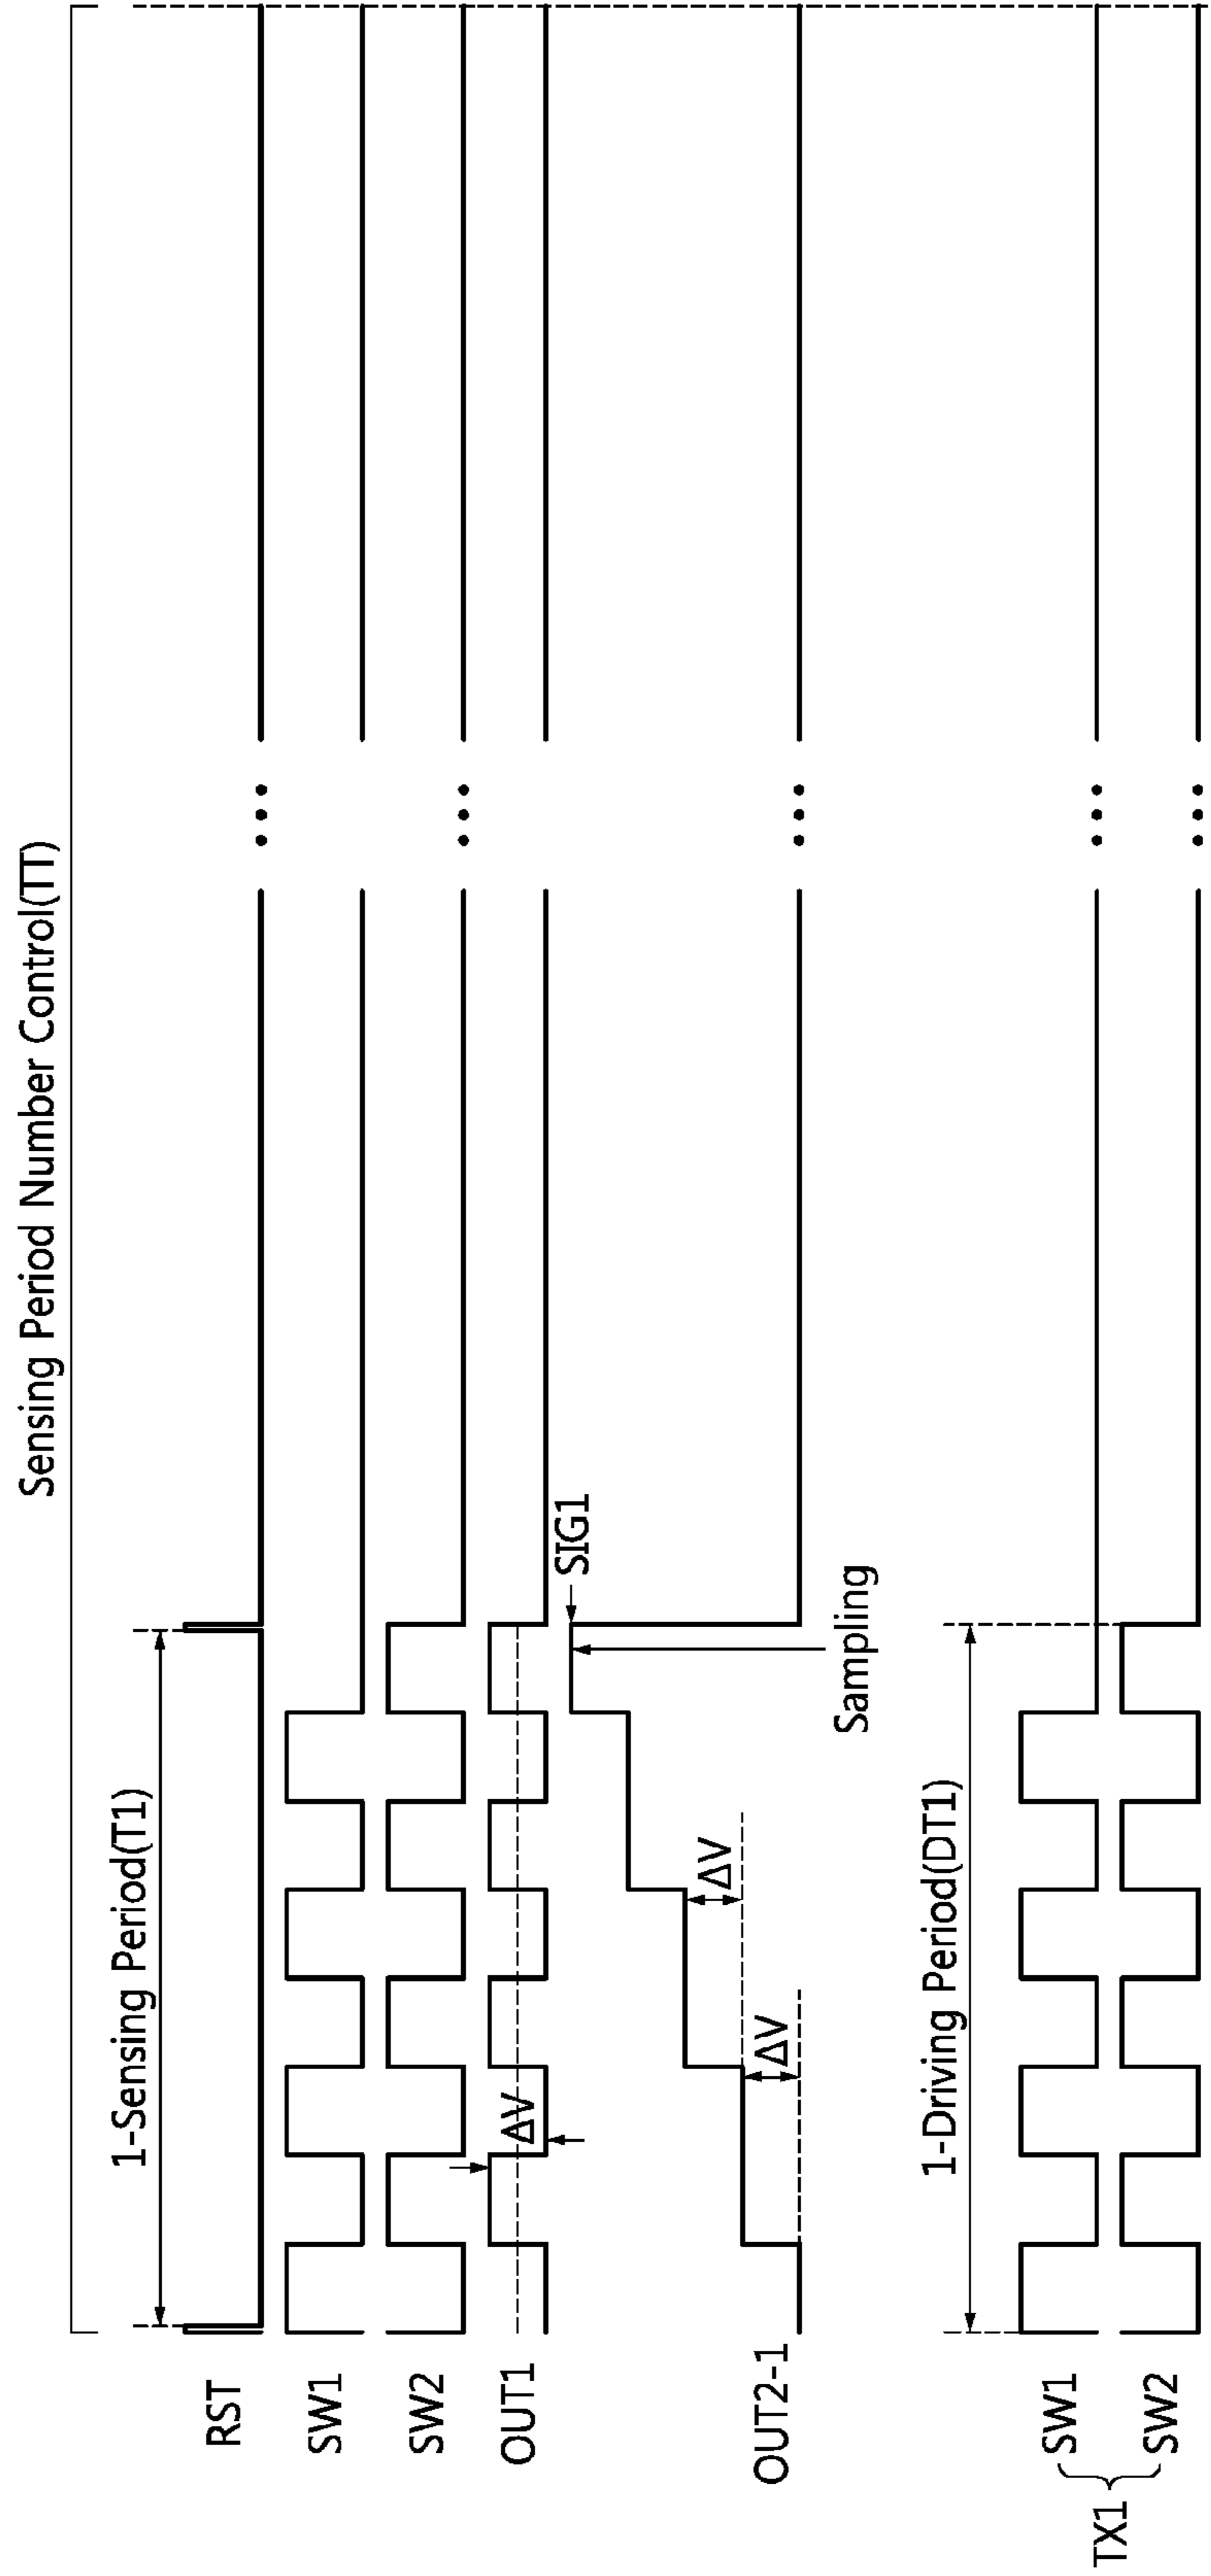 Sensing Period Number Control(TT)
1-Sensing Period(T1)
RST
SW1
SW2
OUT1
ΔV
SIG1
OUT2-1
ΔV
ΔV
Sampling
1-Driving Period(DT1)
TX1
SW1
SW2